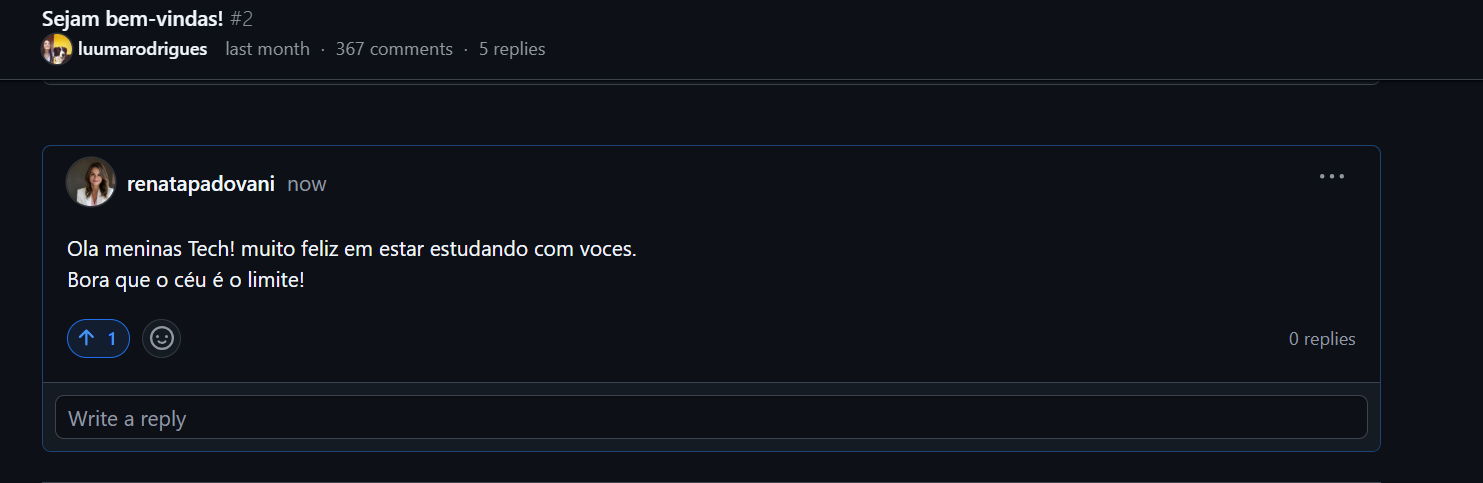 Sejam bem-vindas! #2
luumarodrigues last month · 367 comments · 5 replies
renatapadovani now
Ola meninas Tech! muito feliz em estar estudando com voces.
Bora que o céu é o limite!
1
0 replies
Write a reply